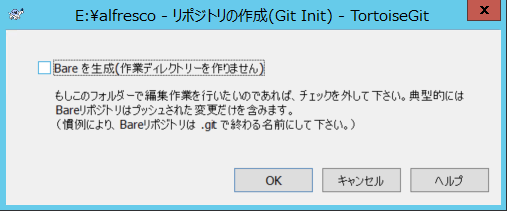 E:¥alfresco - リポジトリの作成(Git Init) - TortoiseGit
x
Bare を生成(作業ディレクトリーを作りません)
もしこのフォルダーで編集作業を行いたいのであれば、チェックを外して下さい。典型的には
Bareリポジトリはプッシュされた変更だけを含みます。
(慣例により、Bareリポジトリは .git で終わる名前にして下さい。)
OK キャンセル ヘルプ